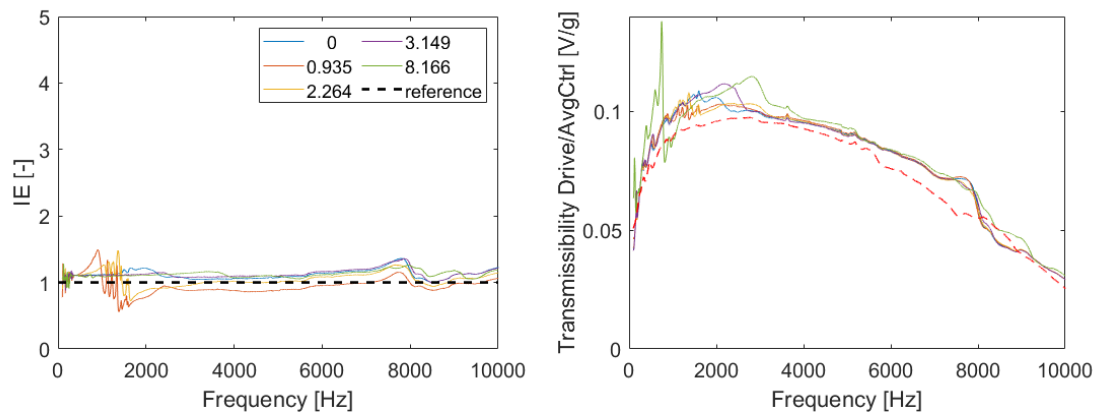 5
4
3
2
1
0
IE [-]
0 3.149
0.935 8.166
2.264 reference
0 2000 4000 6000 8000 10000
Frequency [Hz]
0.1
0.05
0
Transmissibility Drive/AvgCtrl [V/g]
0 2000 4000 6000 8000 10000
Frequency [Hz]